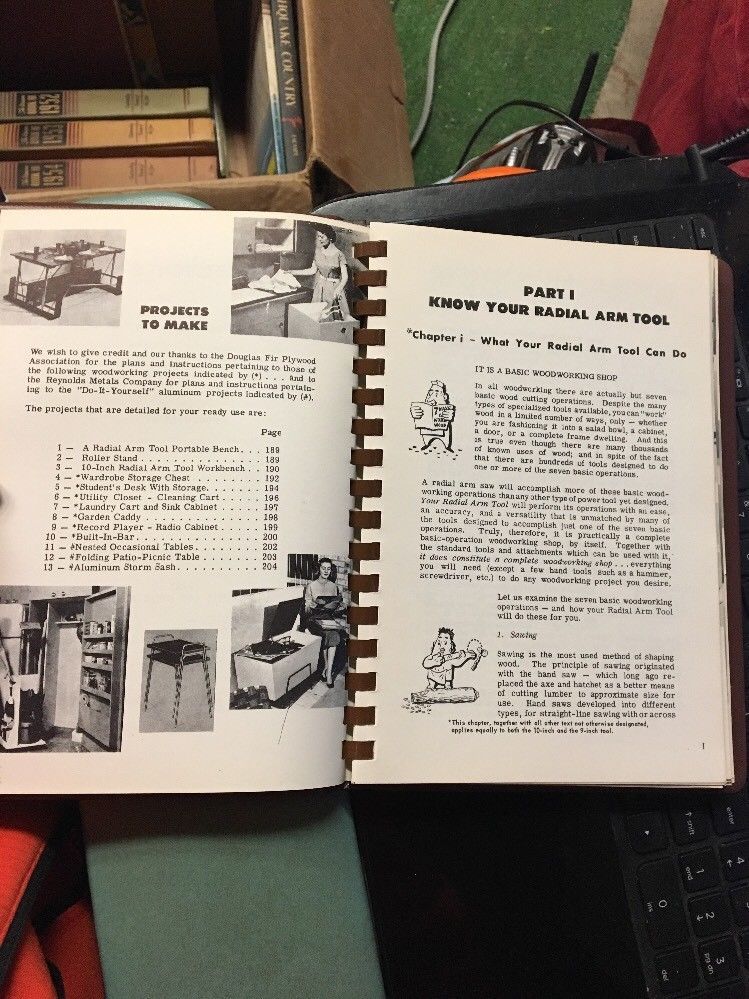 1952
1951
1954
QUAKE COUNTRY
PROJECTS
TO MAKE
We wish to give credit and our thanks to the Douglas Fir Plywood
Association for the plans and instructions pertaining to those of
the following woodworking projects indicated by (*) . . . and to
the Reynolds Metals Company for plans and instructions pertain-
ing to the "Do-It-Yourself" aluminum projects indicated by (#).
The projects that are detailed for your ready use are:
Page
1 — A Radial Arm Tool Portable Bench. . . 189
2 — Roller Stand . . . . . . . . . . . 189
3 — 10-Inch Radial Arm Tool Workbench . . 190
4 — *Wardrobe Storage Chest . . . . . . 192
5 — *Student's Desk With Storage. . . . . 194
6 — *Utility Closet - Cleaning Cart . . . . 196
7 — *Laundry Cart and Sink Cabinet . . . . 197
8 — *Garden Caddy . . . . . . . . . . 198
9 — *Record Player - Radio Cabinet . . . . 199
10 — *Built-In-Bar . . . . . . . . . . . 200
11 — #Nested Occasional Tables . . . . . . 202
12 — #Folding Patio-Picnic Table . . . . . 203
13 — #Aluminum Storm Sash . . . . . . . 204
PART I
KNOW YOUR RADIAL ARM TOOL
*Chapter i - What Your Radial Arm Tool Can Do
IT IS A BASIC WOODWORKING SHOP
In all woodworking there are actually but seven
basic wood cutting operations. Despite the many
types of specialized tools available, you can "work"
wood in a limited number of ways, only — whether
you are fashioning it into a salad bowl, a cabinet,
a door, or a complete frame dwelling. And this
is true even though there are many thousands
of known uses of wood; and in spite of the fact
that there are hundreds of tools designed to do
one or more of the seven basic operations.
A radial arm saw will accomplish more of these basic wood-
working operations than any other type of power tool yet designed.
Your Radial Arm Tool will perform its operations with an ease,
an accuracy, and a versatility that is unmatched by many of
the tools designed to accomplish just one of the seven basic
operations. Truly, therefore, it is practically a complete
basic-operation woodworking shop, by itself. Together with
the standard tools and attachments which can be used with it,
it does constitute a complete woodworking shop . . . everything
you will need (except a few hand tools such as a hammer,
screwdriver, etc.) to do any woodworking project you desire.
Let us examine the seven basic woodworking
operations — and how your Radial Arm Tool
will do these for you.
1. Sawing
Sawing is the most used method of shaping
wood. The principle of sawing originated
with the hand saw — which long ago re-
placed the axe and hatchet as a better means
of cutting lumber to approximate size for
use. Hand saws developed into different
types, for straight-line sawing with or across
*This chapter, together with all other text not otherwise designated,
applies equally to both the 10-inch and the 9-inch tool.
1
shift
enter
1
end
4
0
ins
2
3
pg dn
del